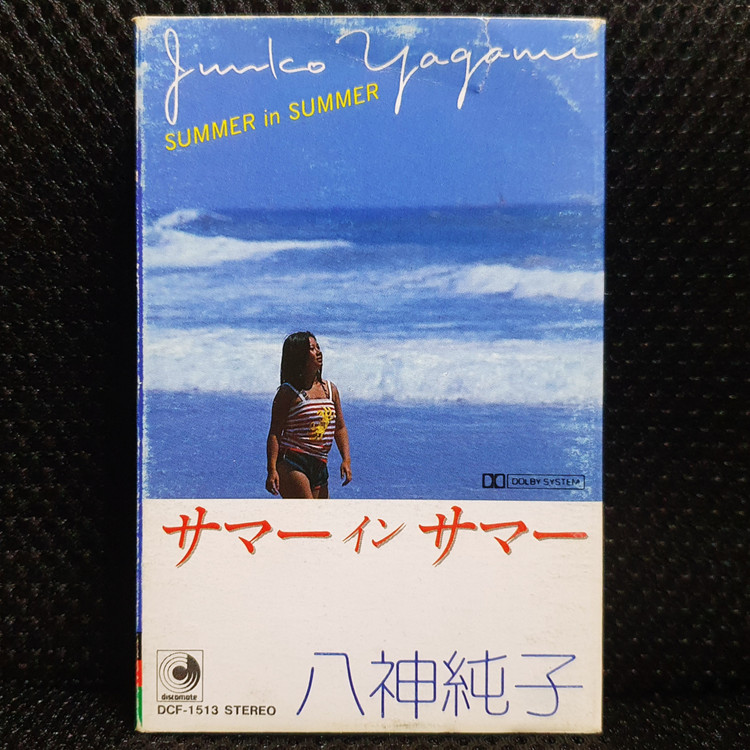 Junko Yagami
SUMMER in SUMMER
DOLBY SYSTEM
サマー イン サマー
八神純子
discomate
DCF-1513 STEREO